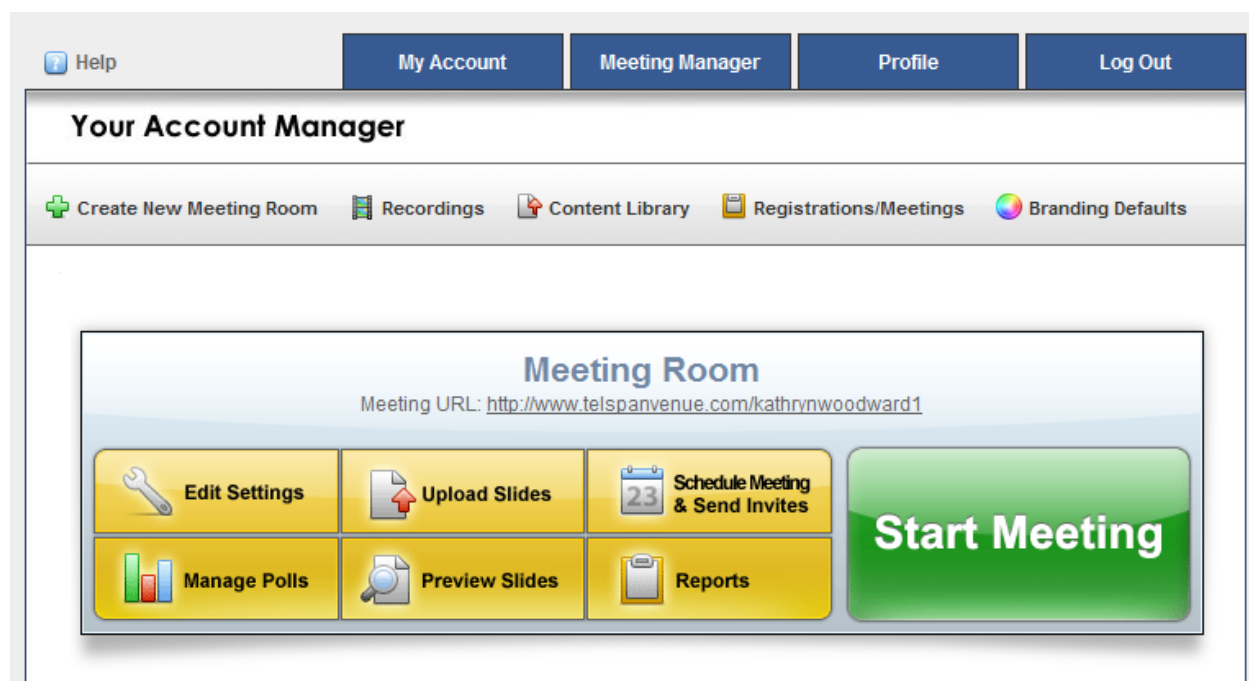 Help
My Account
Meeting Manager
Profile
Log Out
Your Account Manager
Create New Meeting Room
Recordings
Content Library
Registrations/Meetings
Branding Defaults
Meeting Room
Meeting URL: http://www.telspanvenue.com/kathrynwoodward1
Edit Settings
Upload Slides
23
Schedule Meeting
& Send Invites
Start Meeting
Manage Polls
Preview Slides
Reports